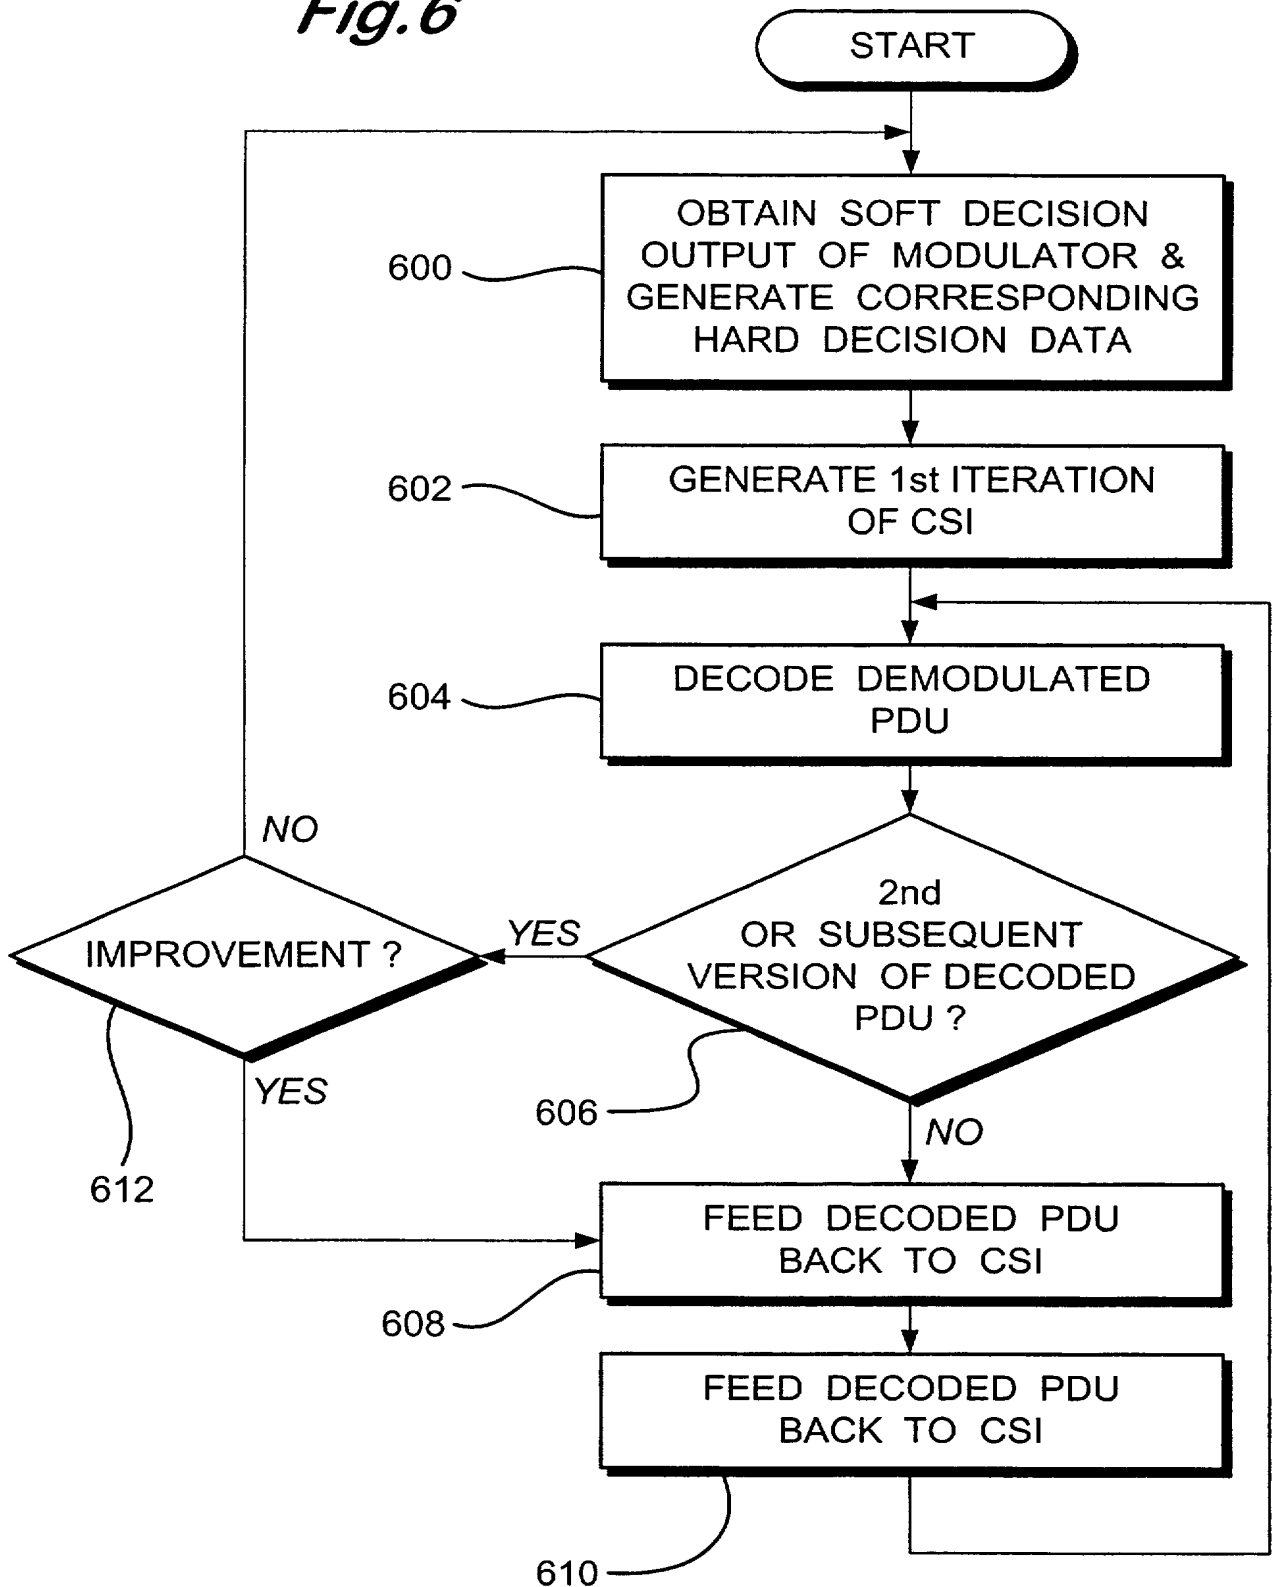 Fig.6
START
OBTAIN SOFT DECISION
OUTPUT OF MODULATOR &
GENERATE CORRESPONDING
HARD DECISION DATA
600
GENERATE 1st ITERATION
OF CSI
602
DECODE DEMODULATED
PDU
604
NO
2nd
OR SUBSEQUENT
VERSION OF DECODED
PDU ?
YES
IMPROVEMENT ?
YES
606
NO
612
FEED DECODED PDU
BACK TO CSI
608
FEED DECODED PDU
BACK TO CSI
610